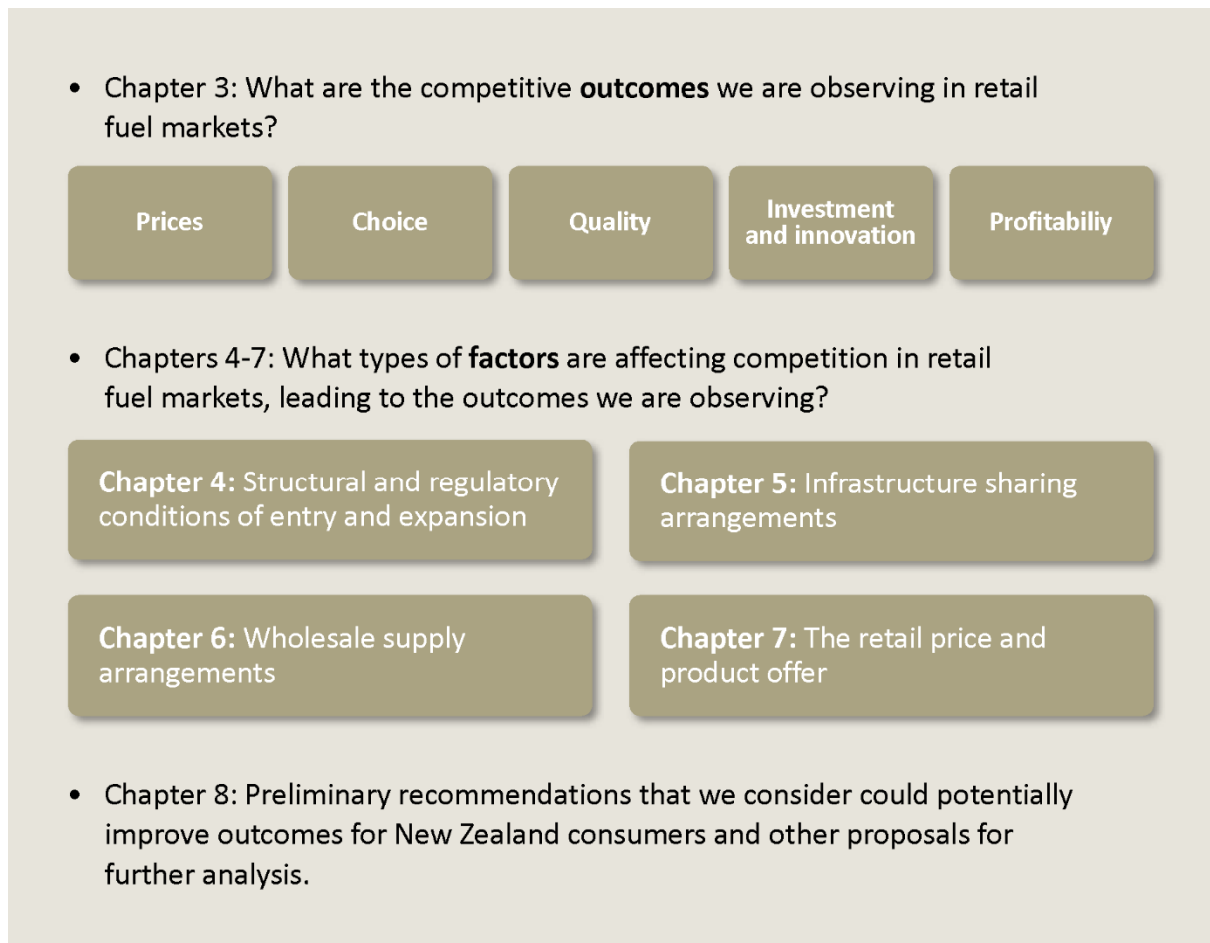 • Chapter 3: What are the competitive outcomes we are observing in retail
fuel markets?
Prices
Choice
Quality
Investment
and innovation
Profitabiliy
• Chapters 4-7: What types of factors are affecting competition in retail
fuel markets, leading to the outcomes we are observing?
Chapter 4: Structural and regulatory
conditions of entry and expansion
Chapter 5: Infrastructure sharing
arrangements
Chapter 6: Wholesale supply
arrangements
Chapter 7: The retail price and
product offer
• Chapter 8: Preliminary recommendations that we consider could potentially
improve outcomes for New Zealand consumers and other proposals for
further analysis.